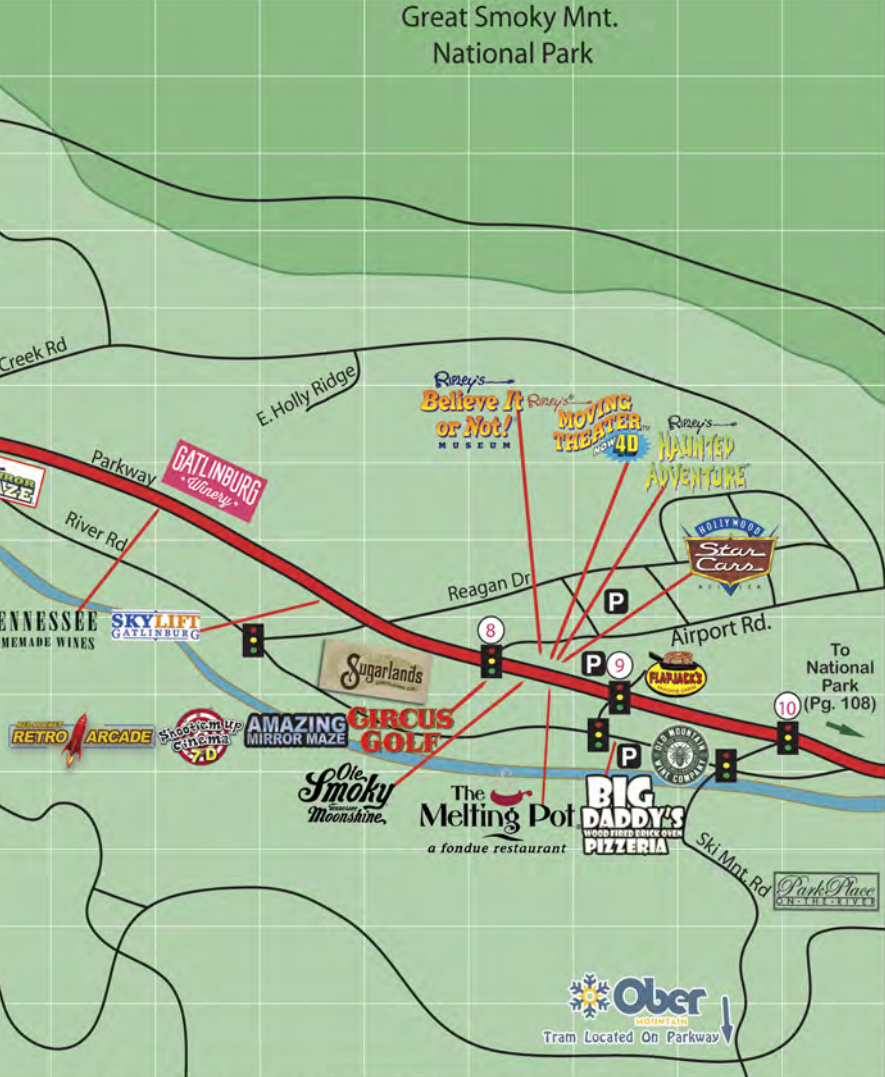 Great Smoky Mnt.
National Park
Creek Rd
E. Holly Ridge
Ripley's
Believe It
or Not!
MUSEUM
Ripley's
MOVING
THEATER
NOW 4D
Ripley's
HAUNTED
ADVENTURE
Parkway
GATLINBURG
Winery
River Rd
HOLLYWOOD
Star
Cars
Reagan Dr
P
Airport Rd.
ENNESSEE
MEMADE WINES
SKYLIFT
GATLINBURG
8
Sugarlands
P
9
FLAPJACK'S
To
National
Park
(Pg. 108)
10
RETRO ARCADE
Shoot'em up
cinema
7D
AMAZING
MIRROR MAZE
CIRCUS
GOLF
P
OLD MOUNTAIN
Ole
Smoky
Tennessee
Moonshine
The
Melting Pot
a fondue restaurant
BIG
DADDY'S
WOOD FIRED BRICK OVEN
PIZZERIA
Ski Mnt. Rd
Park Place
ON·THE·RIVER
Ober
MOUNTAIN
Tram Located On Parkway